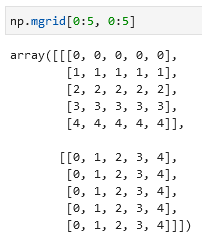 np.mgrid[0:5, 0:5]
array([[[0, 0, 0, 0, 0],
        [1, 1, 1, 1, 1],
        [2, 2, 2, 2, 2],
        [3, 3, 3, 3, 3],
        [4, 4, 4, 4, 4]],
       [[0, 1, 2, 3, 4],
        [0, 1, 2, 3, 4],
        [0, 1, 2, 3, 4],
        [0, 1, 2, 3, 4],
        [0, 1, 2, 3, 4]]])